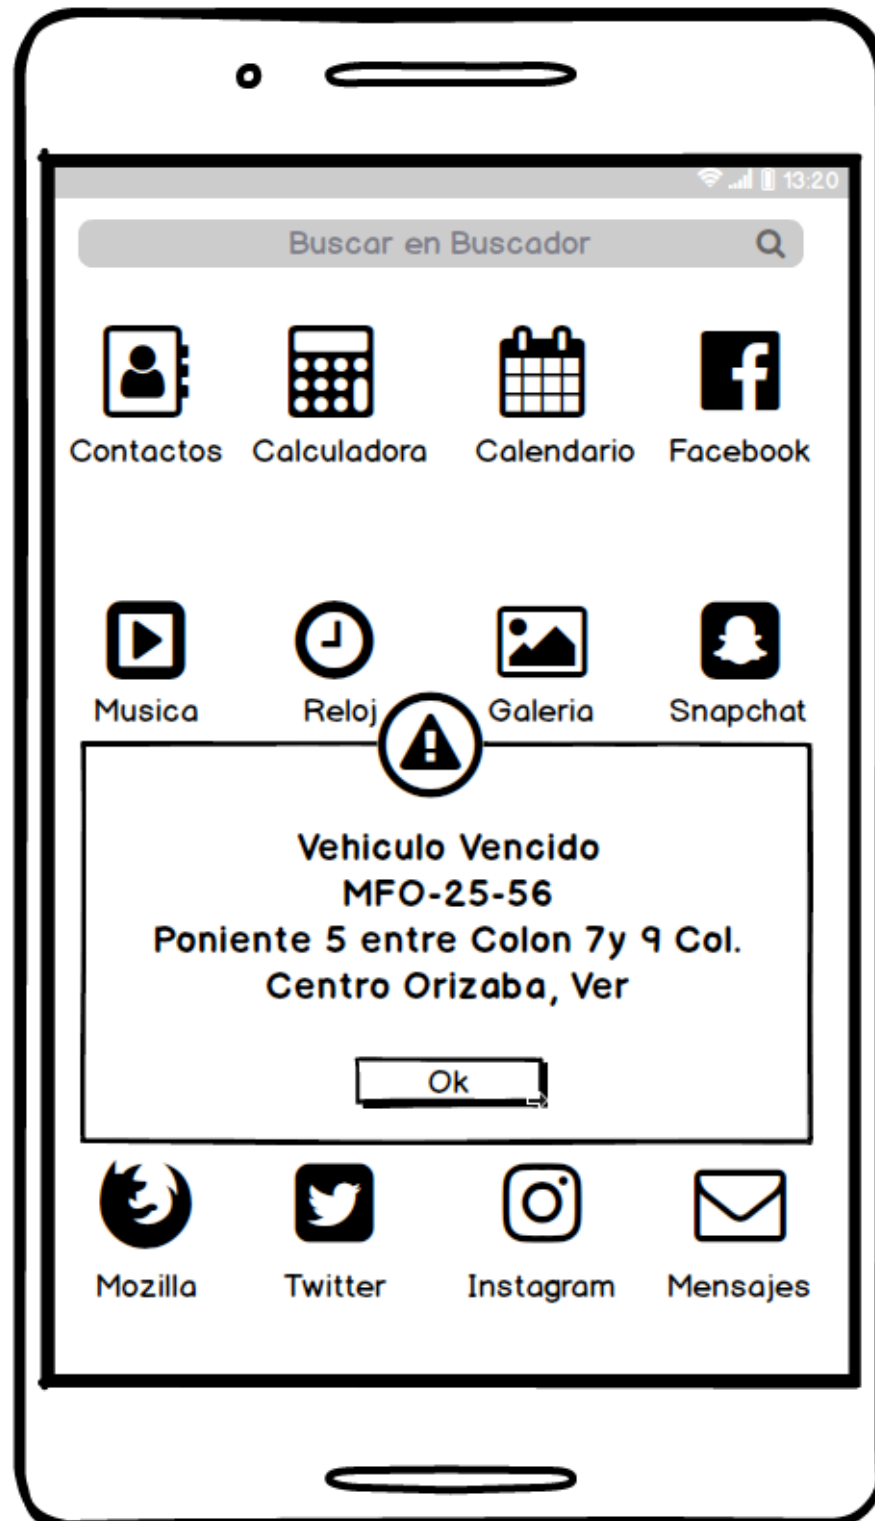 13:20
Buscar en Buscador
Contactos Calculadora Calendario Facebook
Musica Reloj Galeria Snapchat
Vehiculo Vencido
MFO-25-56
Poniente 5 entre Colon 7y 9 Col.
Centro Orizaba, Ver
Ok
Mozilla Twitter Instagram Mensajes